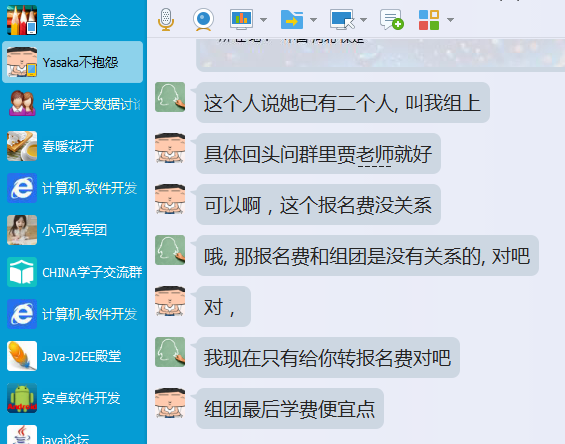 贾金会
Yasaka不抱怨
尚学堂大数据讨论
春暖花开
计算机-软件开发
小可爱军团
CHINA学子交流群
计算机-软件开发
Java-J2EE殿堂
安卓软件开发
java论坛
这个人说她已有二个人, 叫我组上
具体回头问群里贾老师就好
可以啊，这个报名费没关系
哦, 那报名费和组团是没有关系的, 对吧
对，
我现在只有给你转报名费对吧
组团最后学费便宜点